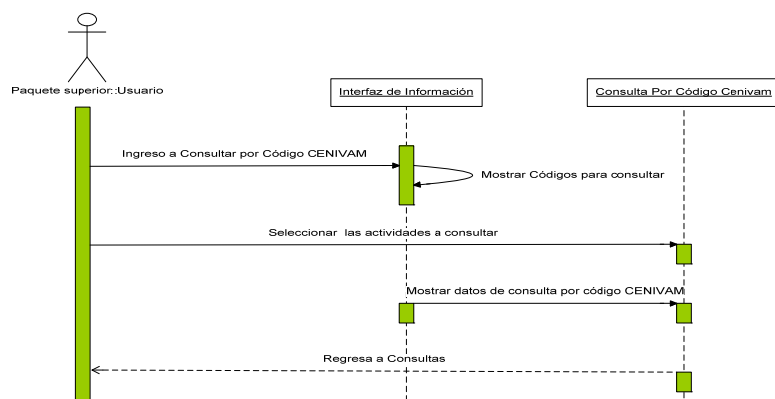 Paquete superior::Usuario
Interfaz de Información
Consulta Por Código Cenivam
Ingreso a Consultar por Código CENIVAM
Mostrar Códigos para consultar
Seleccionar las actividades a consultar
Mostrar datos de consulta por código CENIVAM
Regresa a Consultas